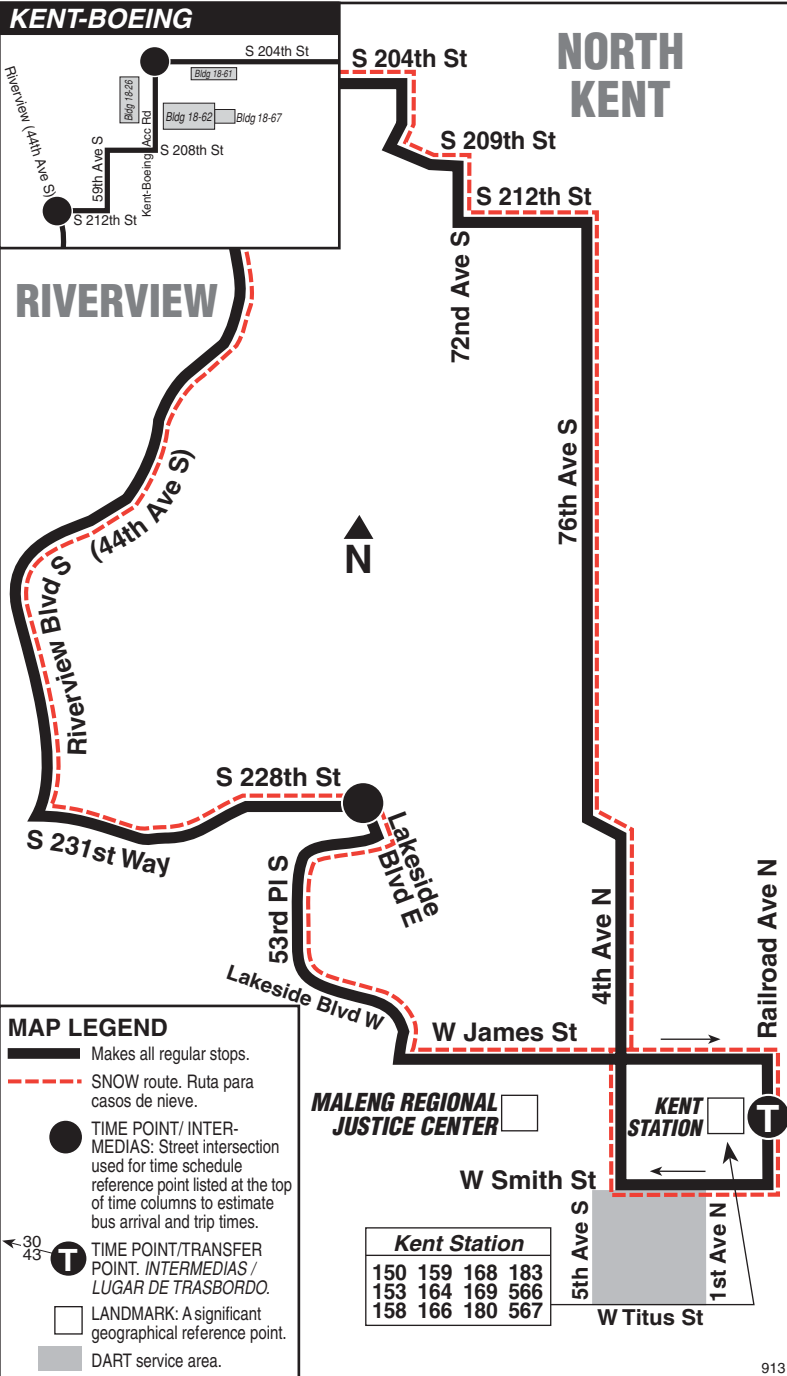 KENT-BOEING
S 204th St
Bldg 18-61
Bldg 18-26
Bldg 18-62
Bldg 18-67
Riverview (44th Ave S)
59th Ave S
Kent-Boeing Acc Rd
S 208th St
S 212th St
NORTH
KENT
S 204th St
S 209th St
S 212th St
72nd Ave S
RIVERVIEW
76th Ave S
(44th Ave S)
Riverview Blvd S
N
S 228th St
S 231st Way
Lakeside
Blvd E
53rd Pl S
Lakeside Blvd W
4th Ave N
Railroad Ave N
W James St
MALENG REGIONAL
JUSTICE CENTER
KENT
STATION
T
W Smith St
5th Ave S
1st Ave N
W Titus St
Kent Station
150 159 168 183
153 164 169 566
158 166 180 567
MAP LEGEND
Makes all regular stops.
SNOW route. Ruta para
casos de nieve.
TIME POINT/ INTER-
MEDIAS: Street intersection
used for time schedule
reference point listed at the top
of time columns to estimate
bus arrival and trip times.
30
43
T
TIME POINT/TRANSFER
POINT. INTERMEDIAS /
LUGAR DE TRASBORDO.
LANDMARK: A significant
geographical reference point.
DART service area.
913